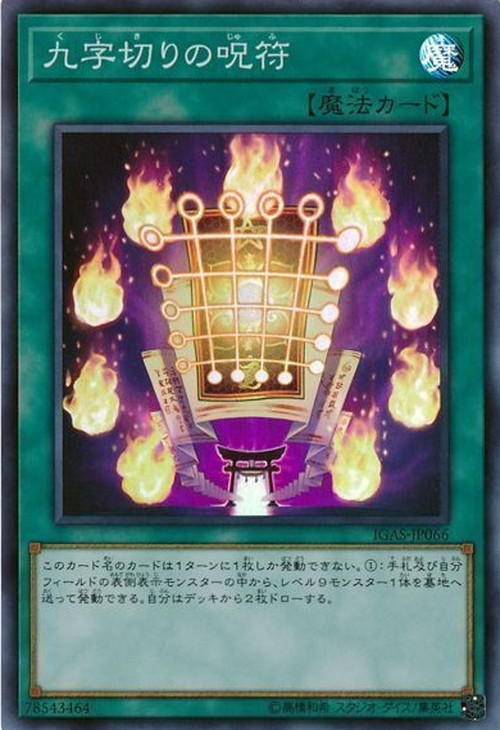 九字切りの呪符
魔
【魔法カード】
IGAS-JP066
このカード名のカードは1ターンに1枚しか発動できない。①:手札及び自分
フィールドの表側表示モンスターの中から、レベル9モンスター1体を墓地へ
送って発動できる。自分はデッキから2枚ドローする。
78543464
©高橋和希 スタジオ・ダイス/集英社